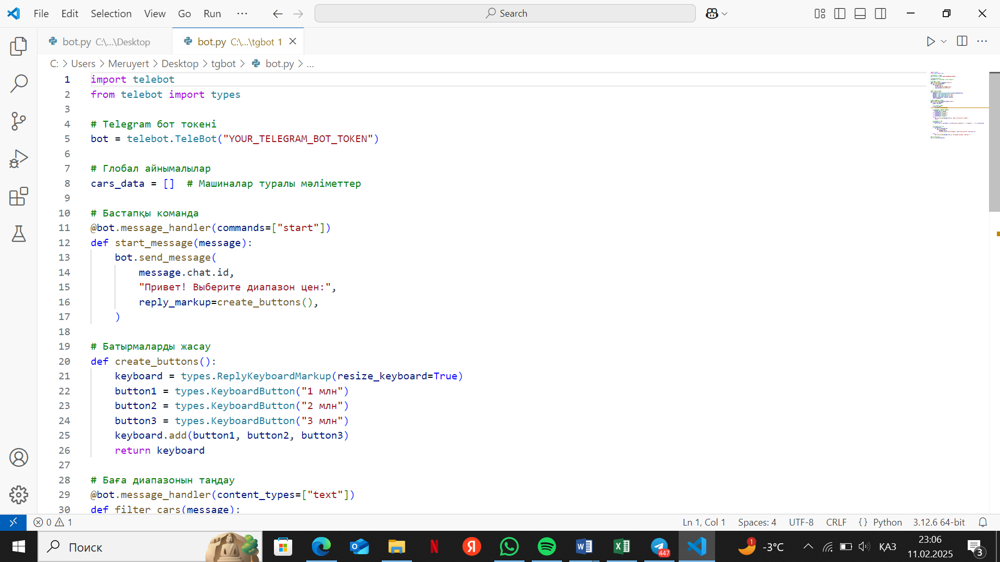 File Edit Selection View Go Run ··· Search
bot.py C:\...\Desktop bot.py C:\...\tgbot 1
C: > Users > Meruyert > Desktop > tgbot > bot.py > ...
1 import telebot
2 from telebot import types
3
4 # Telegram бот токені
5 bot = telebot.TeleBot("YOUR_TELEGRAM_BOT_TOKEN")
6
7 # Глобал айнымалылар
8 cars_data = [] # Машиналар туралы мәліметтер
9
10 # Бастапқы команда
11 @bot.message_handler(commands=["start"])
12 def start_message(message):
13 bot.send_message(
14 message.chat.id,
15 "Привет! Выберите диапазон цен:",
16 reply_markup=create_buttons(),
17 )
18
19 # Батырмаларды жасау
20 def create_buttons():
21 keyboard = types.ReplyKeyboardMarkup(resize_keyboard=True)
22 button1 = types.KeyboardButton("1 млн")
23 button2 = types.KeyboardButton("2 млн")
24 button3 = types.KeyboardButton("3 млн")
25 keyboard.add(button1, button2, button3)
26 return keyboard
27
28 # Баға диапазонын таңдау
29 @bot.message_handler(content_types=["text"])
30 def filter_cars(message):
0 1 Ln 1, Col 1 Spaces: 4 UTF-8 CRLF {} Python 3.12.6 64-bit
Поиск 447 1 -3°C ҚАЗ 23:06
11.02.2025 3